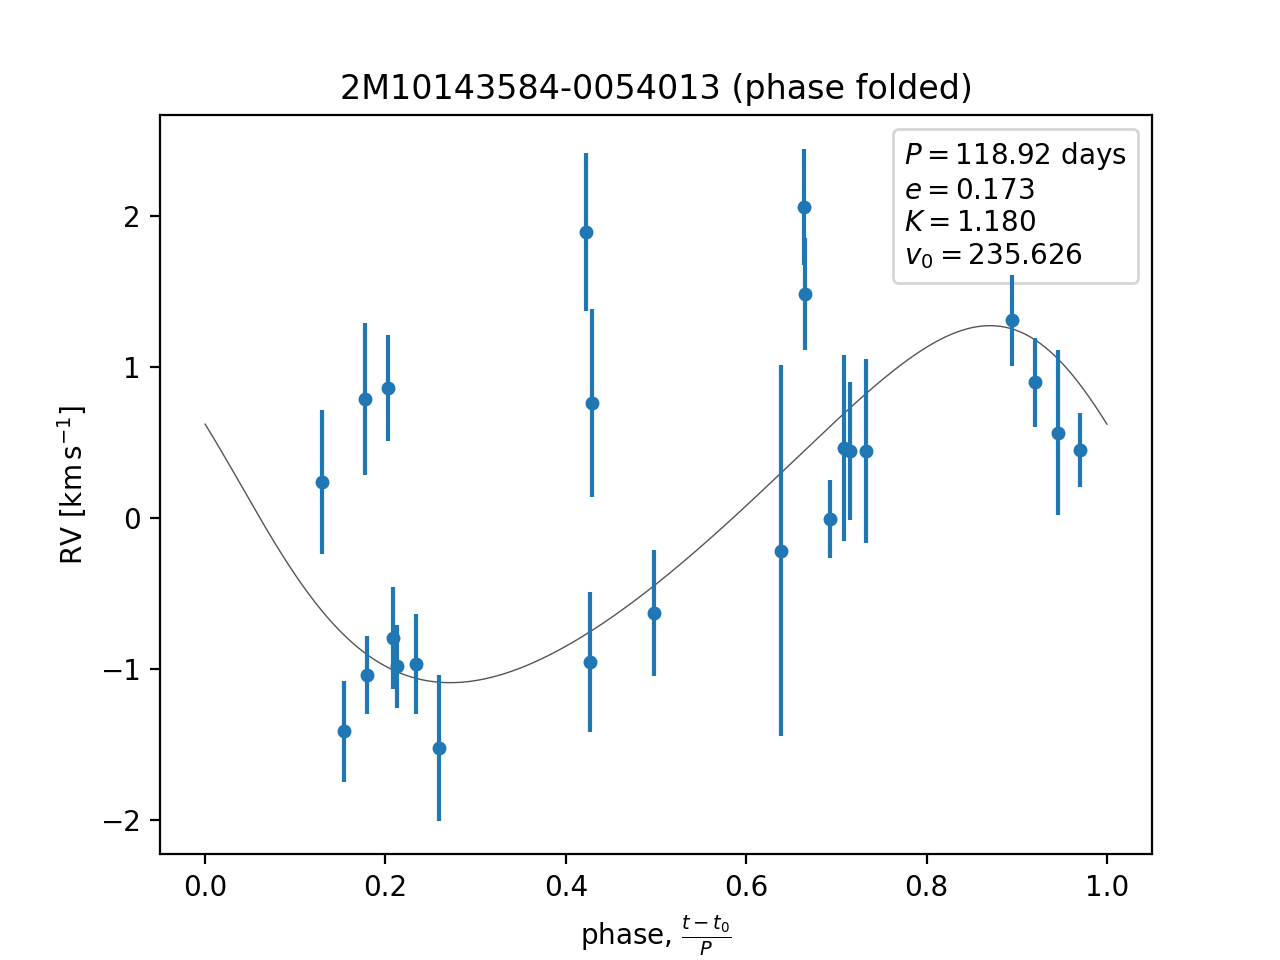 2M10143584-0054013 (phase folded)
P = 118.92 days
e = 0.173
K = 1.180
v₀ = 235.626
RV [km s⁻¹]
2
1
0
−1
−2
0.0 0.2 0.4 0.6 0.8 1.0
phase, (t − t₀)/P